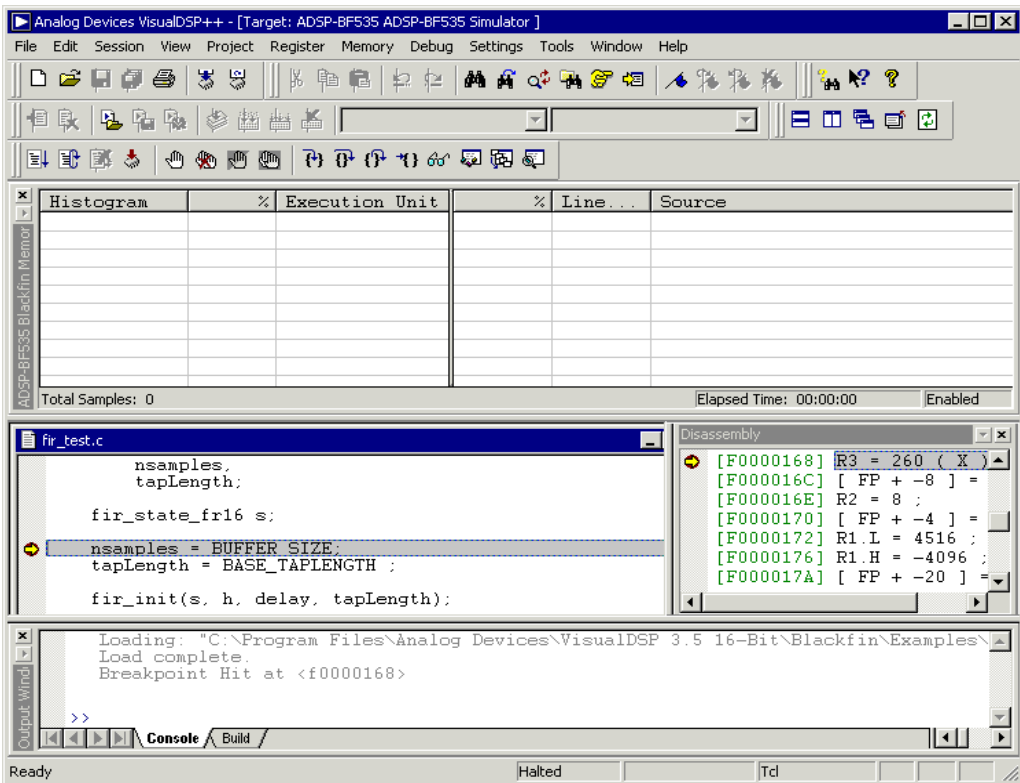 Analog Devices VisualDSP++ - [Target: ADSP-BF535 ADSP-BF535 Simulator ]
File Edit Session View Project Register Memory Debug Settings Tools Window Help
Histogram % Execution Unit % Line... Source
ADSP-BF535 Blackfin Memor
Total Samples: 0 Elapsed Time: 00:00:00 Enabled
fir_test.c
nsamples,
tapLength;
fir_state_fr16 s;
nsamples = BUFFER_SIZE;
tapLength = BASE_TAPLENGTH ;
fir_init(s, h, delay, tapLength);
Disassembly
[F0000168] R3 = 260 ( X )
[F000016C] [ FP + -8 ] =
[F000016E] R2 = 8 ;
[F0000170] [ FP + -4 ] =
[F0000172] R1.L = 4516 ;
[F0000176] R1.H = -4096 ;
[F000017A] [ FP + -20 ] =
Output Wind
Loading: "C:\Program Files\Analog Devices\VisualDSP 3.5 16-Bit\Blackfin\Examples\
Load complete.
Breakpoint Hit at <f0000168>
>>
Console Build
Ready Halted Tcl